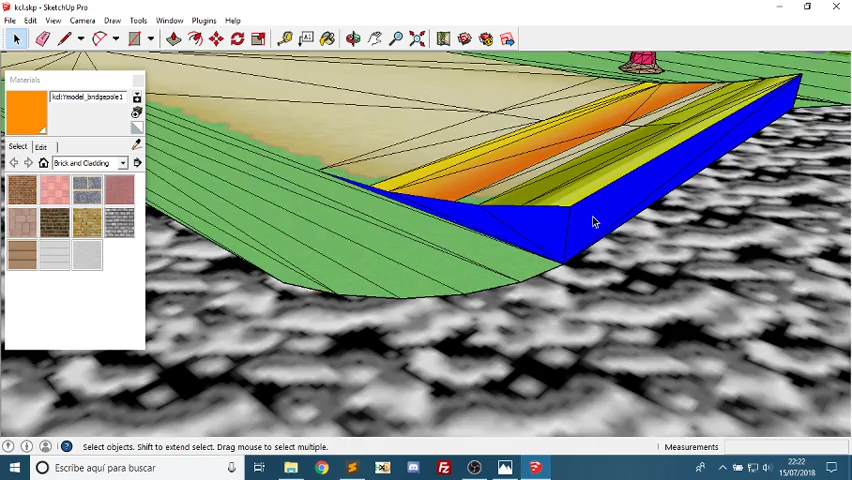 kcl.skp - SketchUp Pro
File Edit View Camera Draw Tools Window Plugins Help
Materials
kcl:Ymodel_bridgepole1
Select Edit
Brick and Cladding
Select objects. Shift to extend select. Drag mouse to select multiple.
Measurements
Escribe aquí para buscar
22:22
15/07/2018